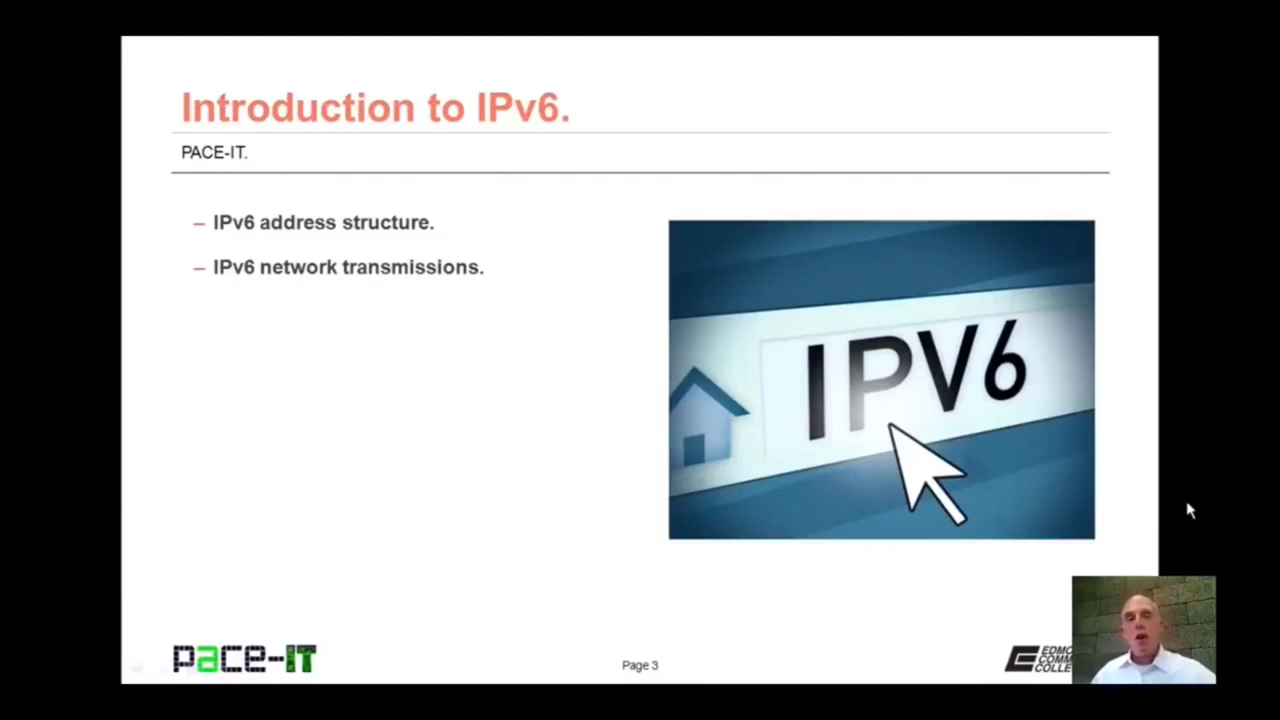 Introduction to IPv6.
PACE-IT.
– IPv6 address structure.
– IPv6 network transmissions.
IPV6
pace-IT
Page 3